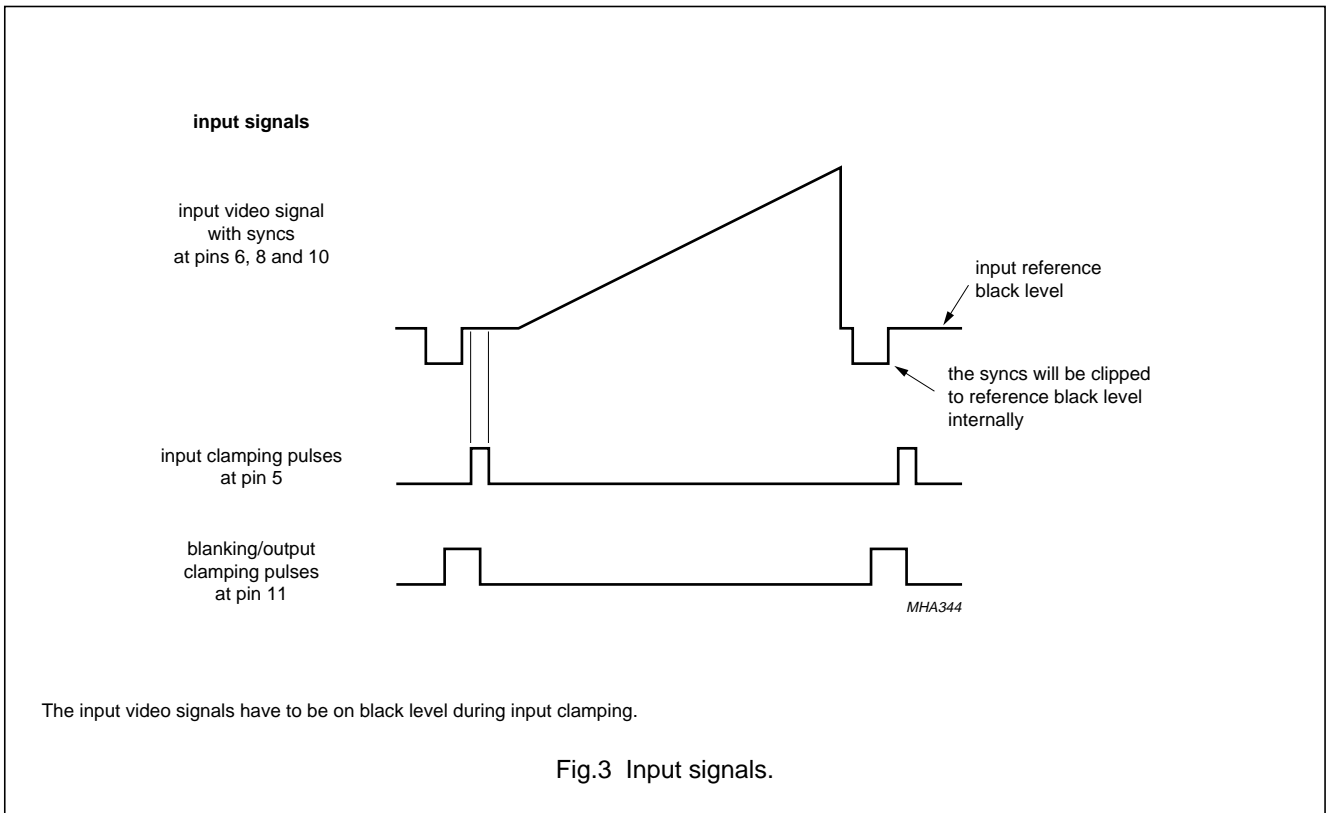 input signals
input video signal
with syncs
at pins 6, 8 and 10
input reference
black level
the syncs will be clipped
to reference black level
internally
input clamping pulses
at pin 5
blanking/output
clamping pulses
at pin 11
MHA344
The input video signals have to be on black level during input clamping.
Fig.3 Input signals.